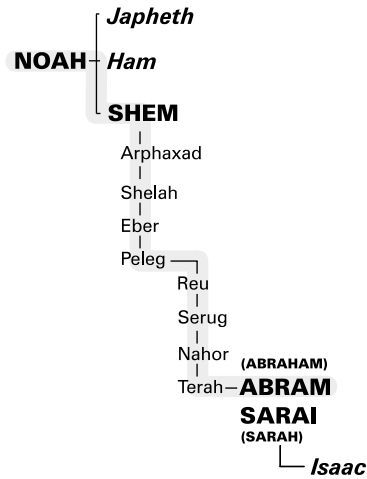 Japheth
NOAH Ham
SHEM
Arphaxad
Shelah
Eber
Peleg
Reu
Serug
Nahor
(ABRAHAM)
Terah ABRAM
SARAI
(SARAH)
Isaac